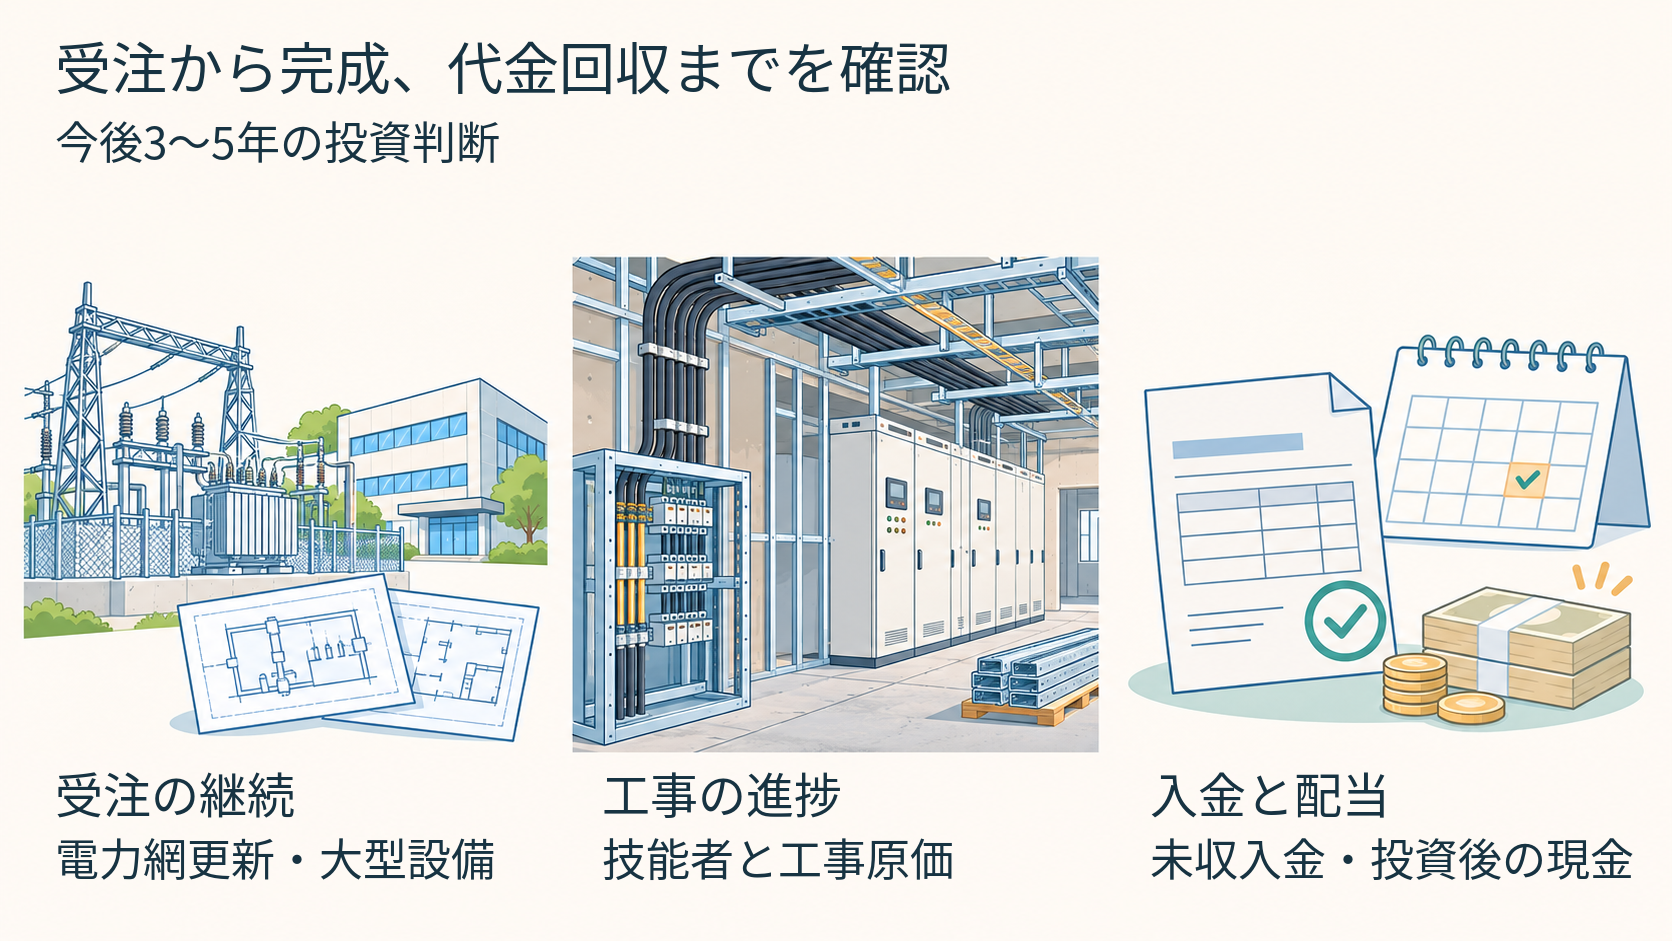 受注から完成、代金回収までを確認
今後3〜5年の投資判断
受注の継続
電力網更新・大型設備
工事の進捗
技能者と工事原価
入金と配当
未収入金・投資後の現金